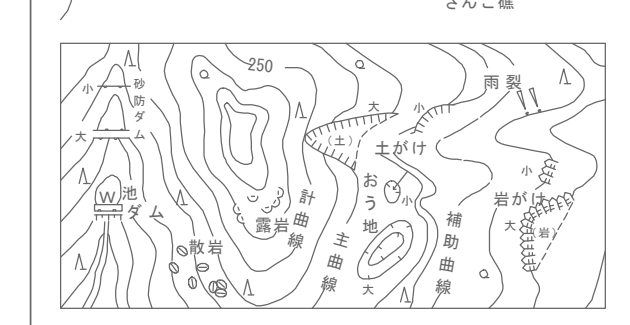 さんご礁
250
雨裂
小
砂防ダム
大
小
大
(土)
土がけ
小
W
池
ダム
おう地
小
岩がけ
計曲線
露岩
大
(岩)
散岩
主曲線
補助曲線
大